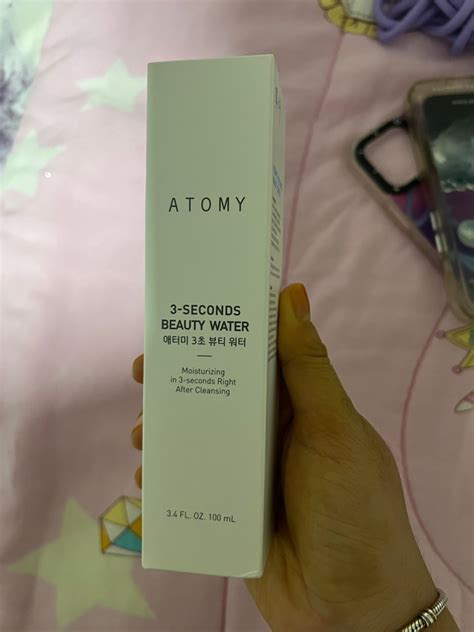 ATOMY
3-SECONDS
BEAUTY WATER
애터미 3초 뷰티 워터
Moisturizing
in 3-seconds Right
After Cleansing
3.4 FL. OZ. 100 mL